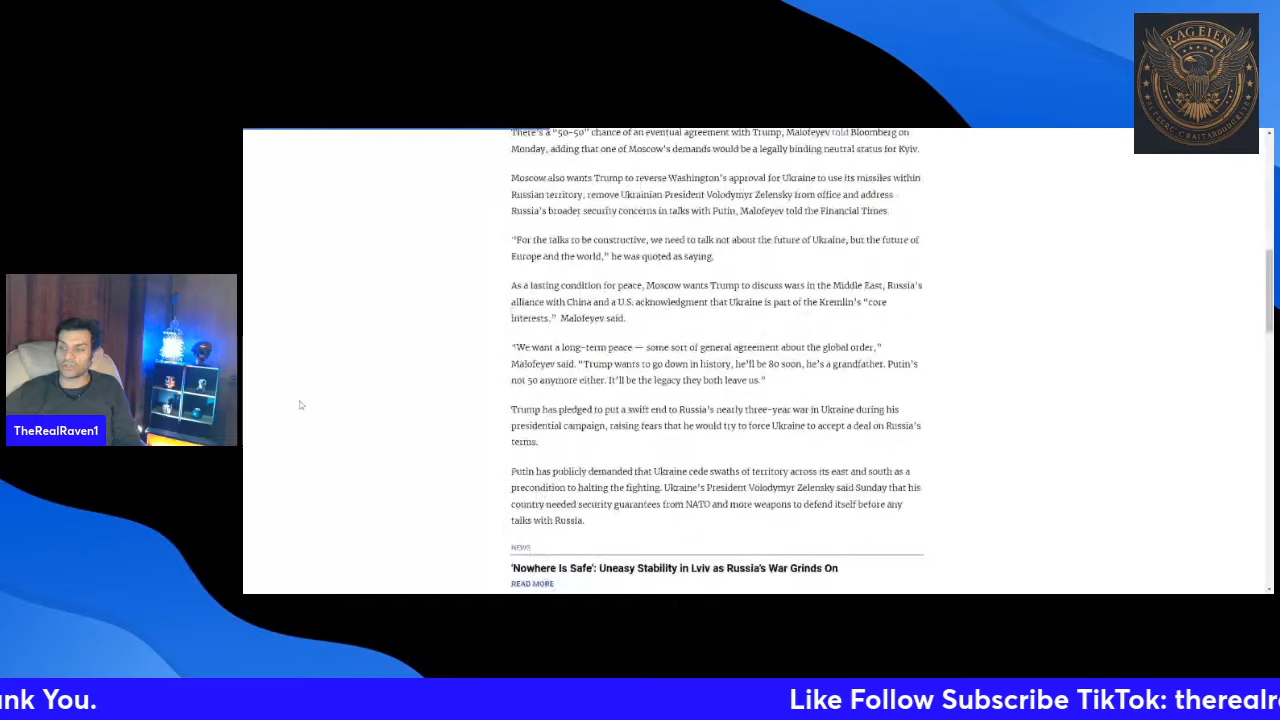 RAGEIEN
There's a "50-50" chance of an eventual agreement with Trump, Malofeyev told Bloomberg on
Monday, adding that one of Moscow's demands would be a legally binding neutral status for Kyiv.
Moscow also wants Trump to reverse Washington's approval for Ukraine to use its missiles within
Russian territory, remove Ukrainian President Volodymyr Zelensky from office and address
Russia's broader security concerns in talks with Putin, Malofeyev told the Financial Times.
"For the talks to be constructive, we need to talk not about the future of Ukraine, but the future of
Europe and the world," he was quoted as saying.
As a lasting condition for peace, Moscow wants Trump to discuss wars in the Middle East, Russia's
alliance with China and a U.S. acknowledgment that Ukraine is part of the Kremlin's "core
interests," Malofeyev said.
"We want a long-term peace — some sort of general agreement about the global order,"
Malofeyev said. "Trump wants to go down in history, he'll be 80 soon, he's a grandfather. Putin's
not 50 anymore either. It'll be the legacy they both leave us."
Trump has pledged to put a swift end to Russia's nearly three-year war in Ukraine during his
presidential campaign, raising fears that he would try to force Ukraine to accept a deal on Russia's
terms.
Putin has publicly demanded that Ukraine cede swaths of territory across its east and south as a
precondition to halting the fighting. Ukraine's President Volodymyr Zelensky said Sunday that his
country needed security guarantees from NATO and more weapons to defend itself before any
talks with Russia.
NEWS
'Nowhere Is Safe': Uneasy Stability in Lviv as Russia's War Grinds On
READ MORE
TheRealRaven1
nk You.
Like Follow Subscribe TikTok: therealr